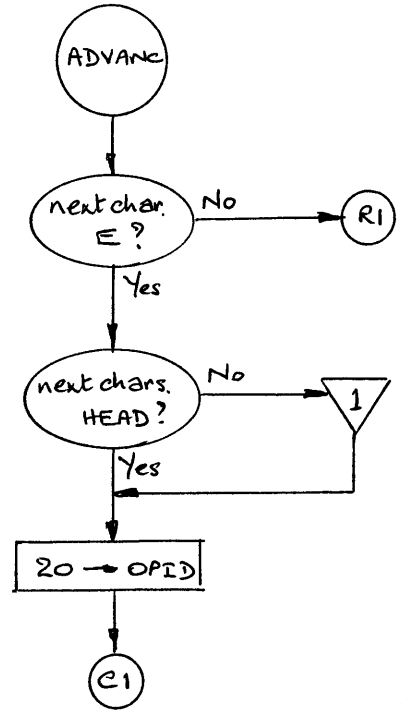 ADVANC
next char.
E?
No
R1
Yes
next chars.
HEAD?
No
1
Yes
20 → OPID
C1